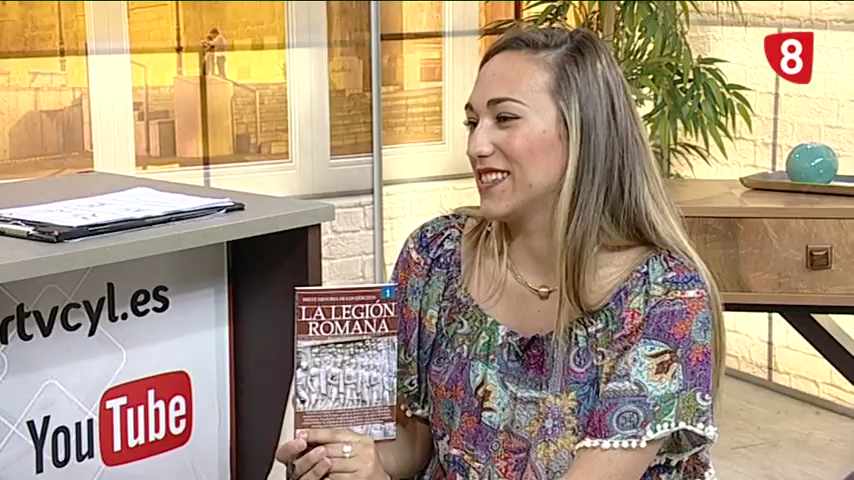 8
BREVE HISTORIA DE LOS EJÉRCITOS
1
LA LEGIÓN
ROMANA
rtvcyl.es
YouTube